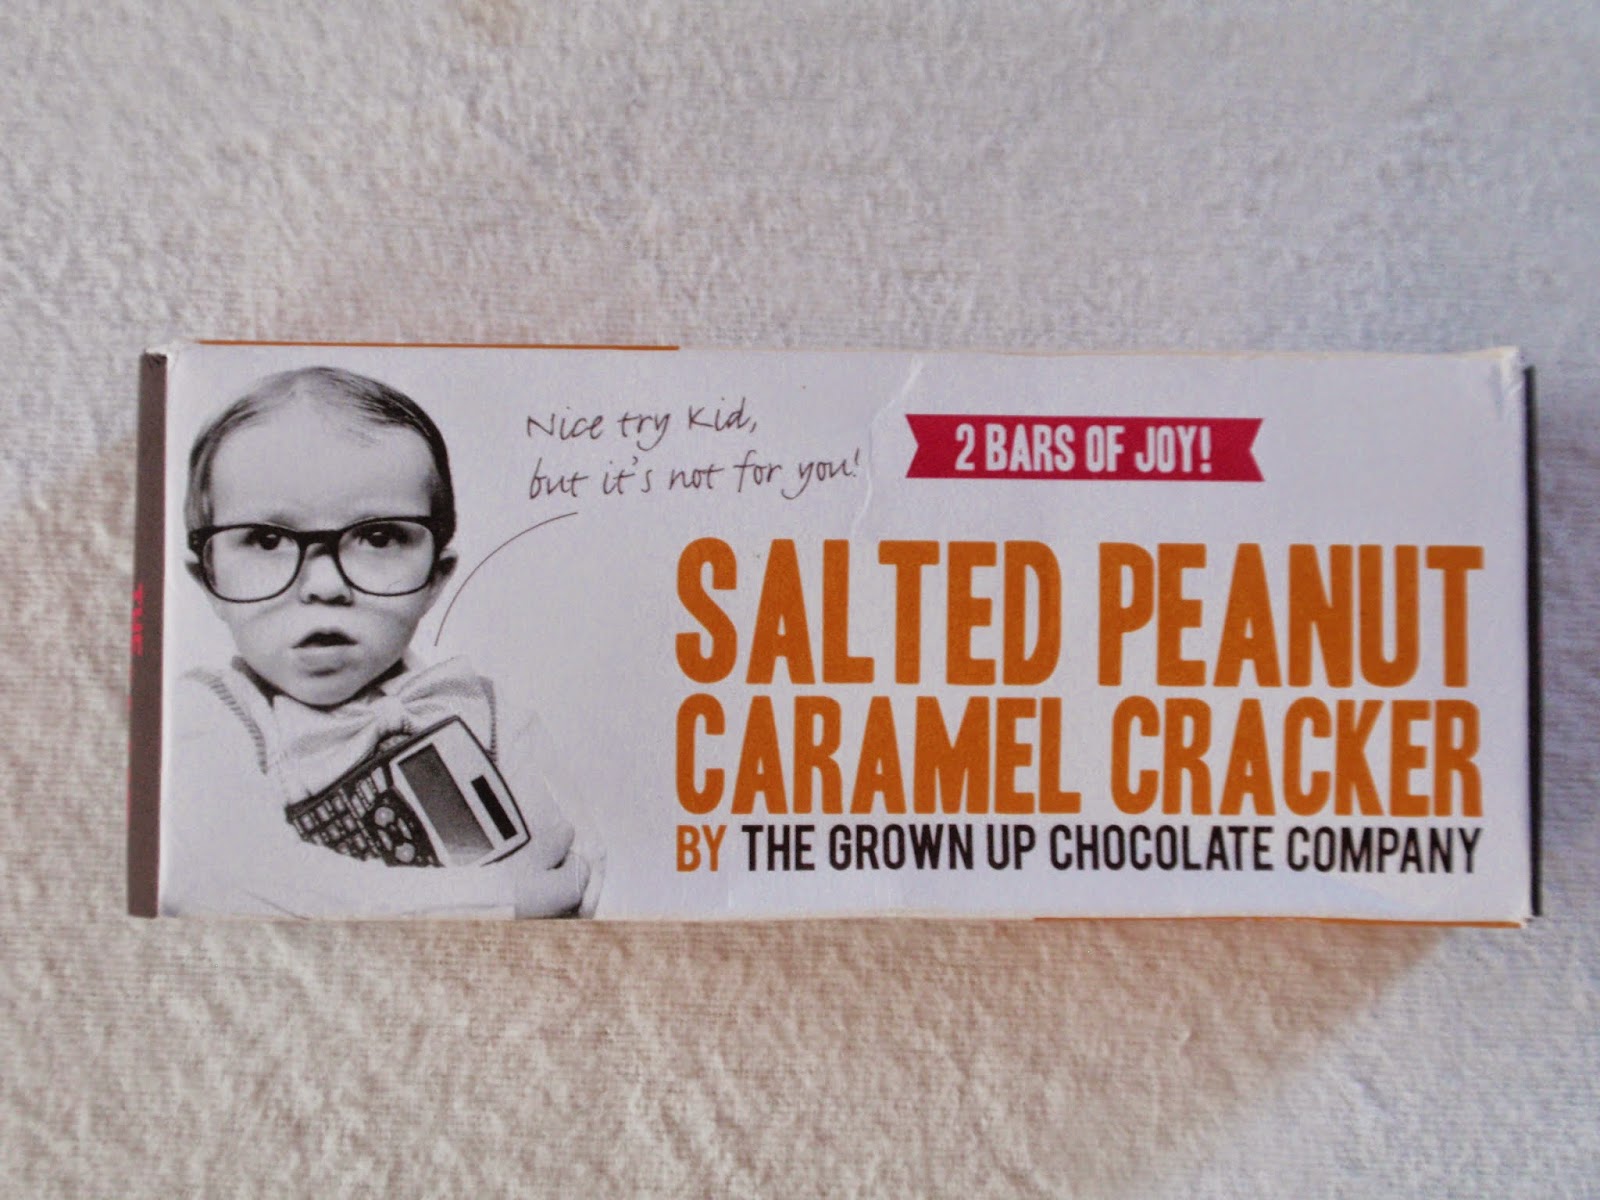 Nice try Kid,
but it's not for you!
2 BARS OF JOY!
SALTED PEANUT
CARAMEL CRACKER
BY THE GROWN UP CHOCOLATE COMPANY
THE